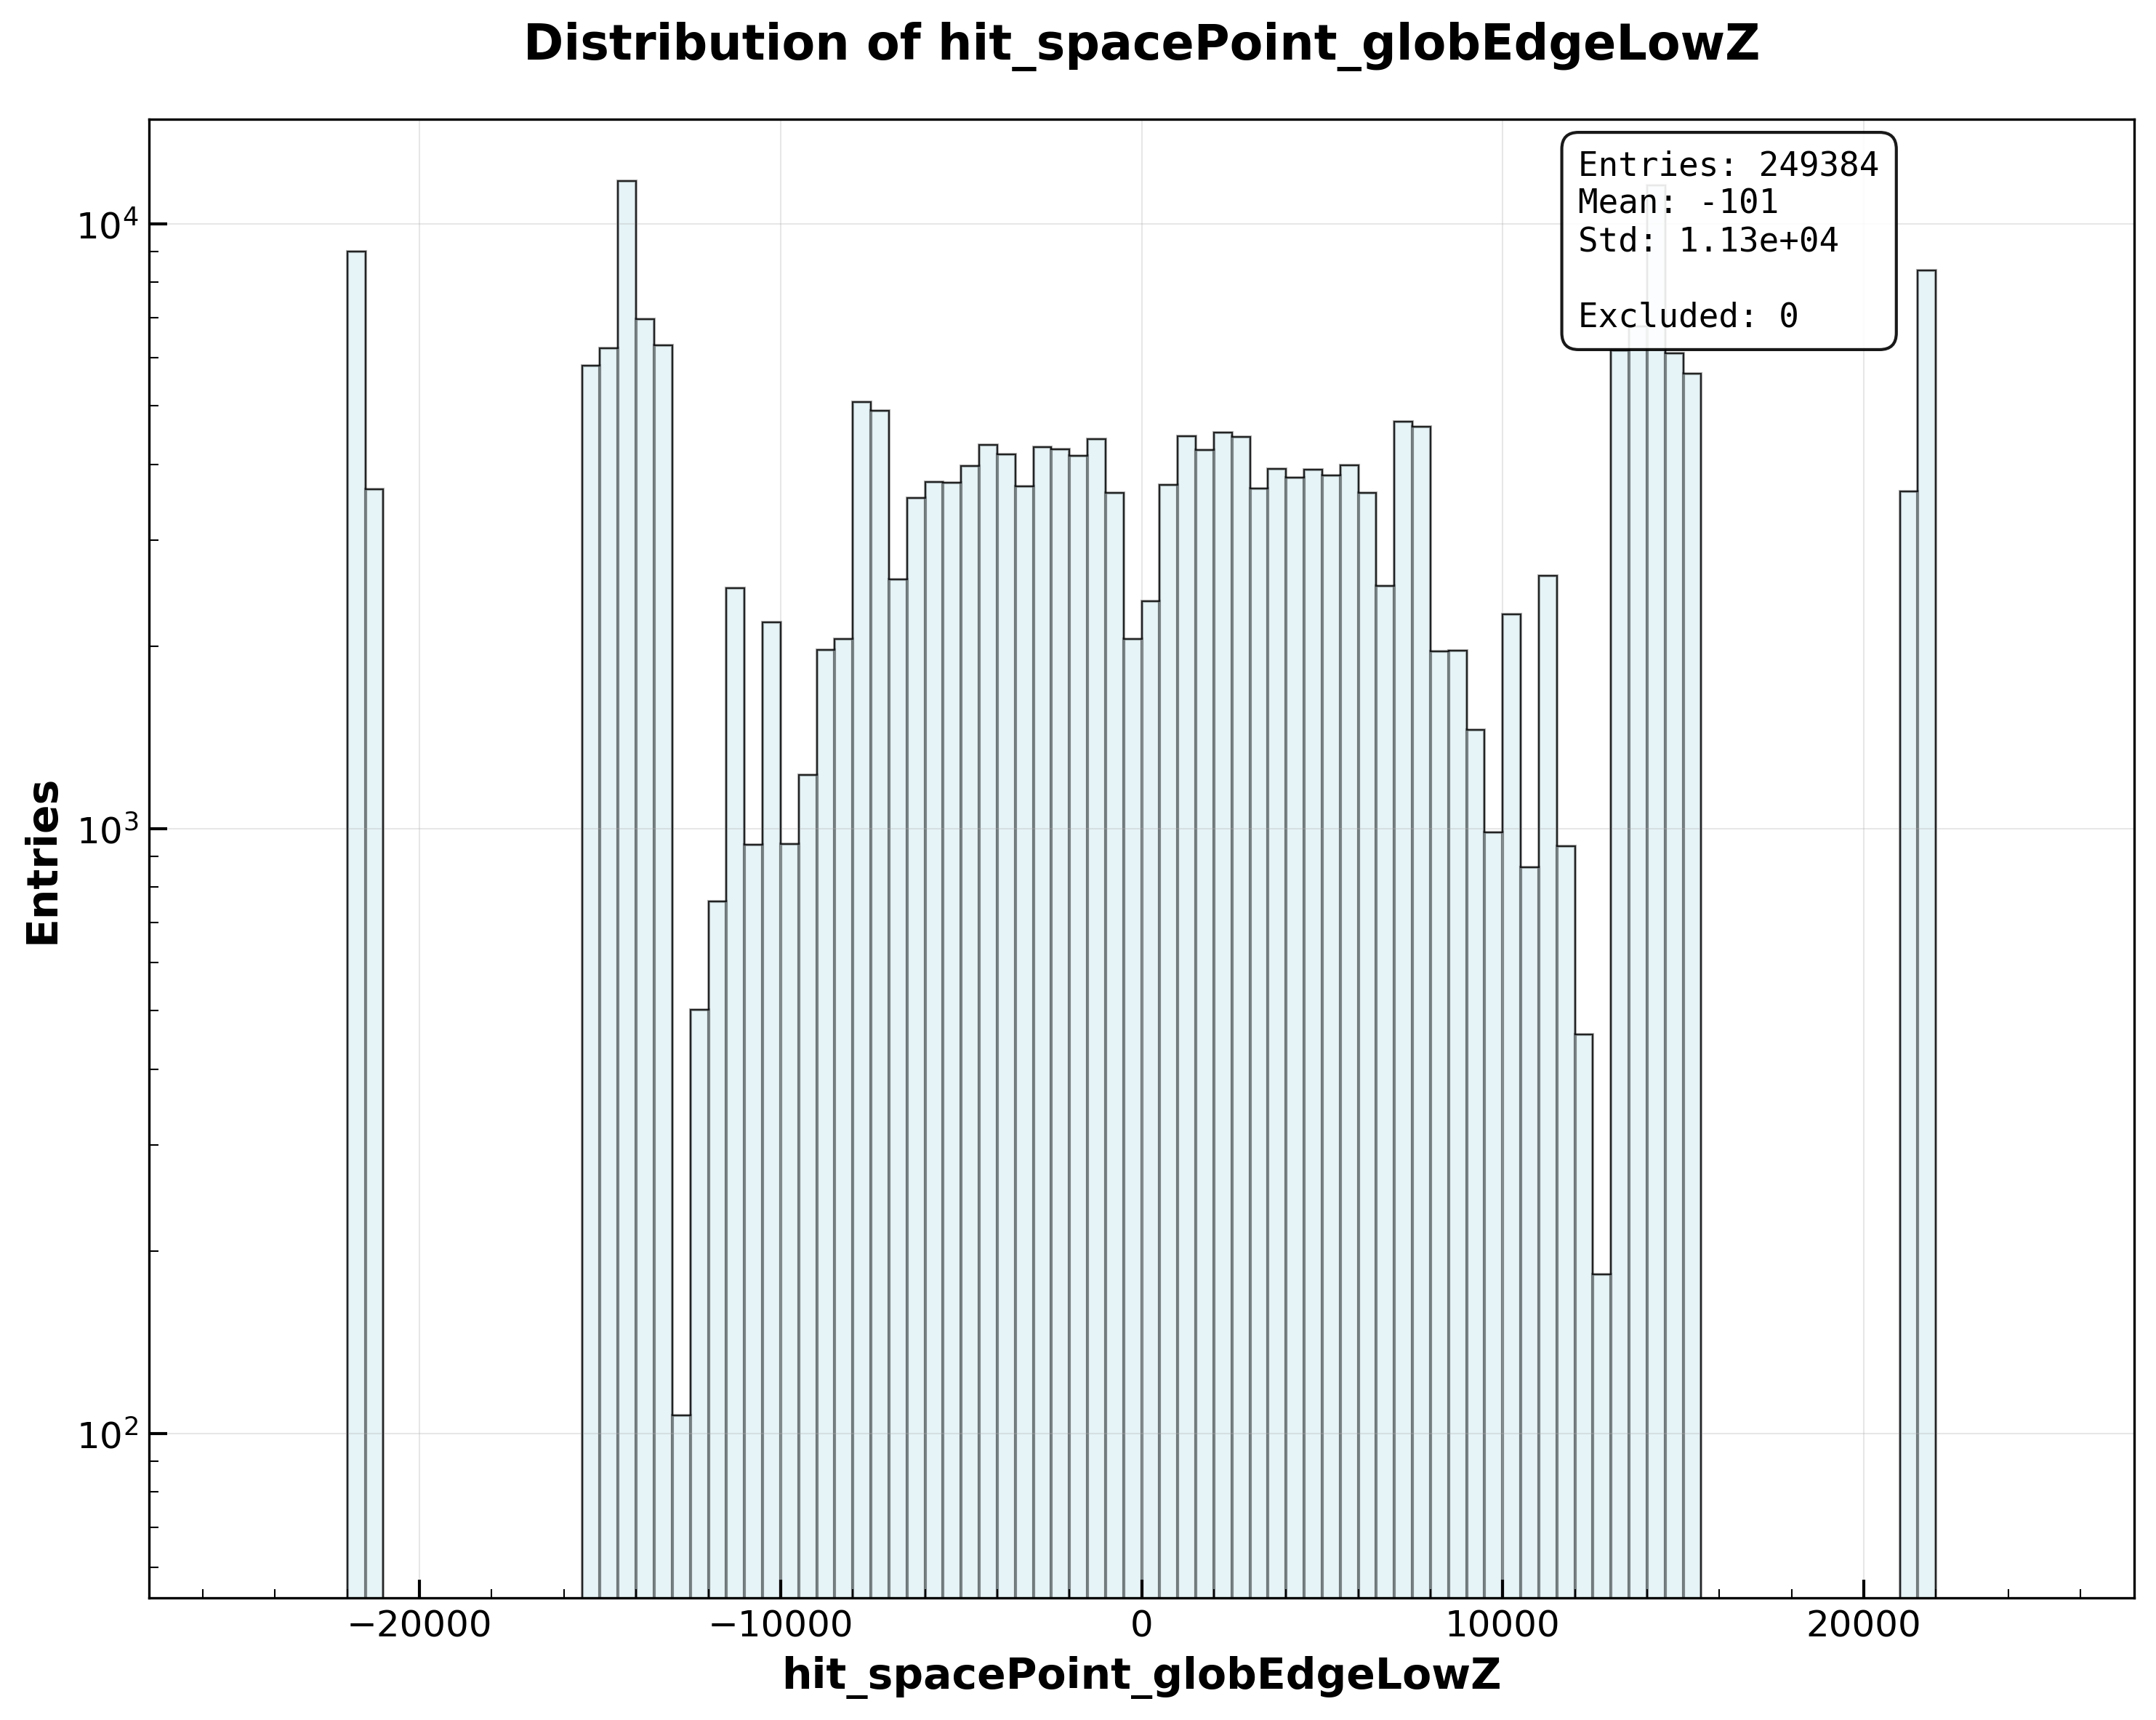 Distribution of hit_spacePoint_globEdgeLowZ
Entries: 249384
Mean: -101
Std: 1.13e+04
Excluded: 0
10⁴
10³
10²
Entries
−20000
−10000
0
10000
20000
hit_spacePoint_globEdgeLowZ